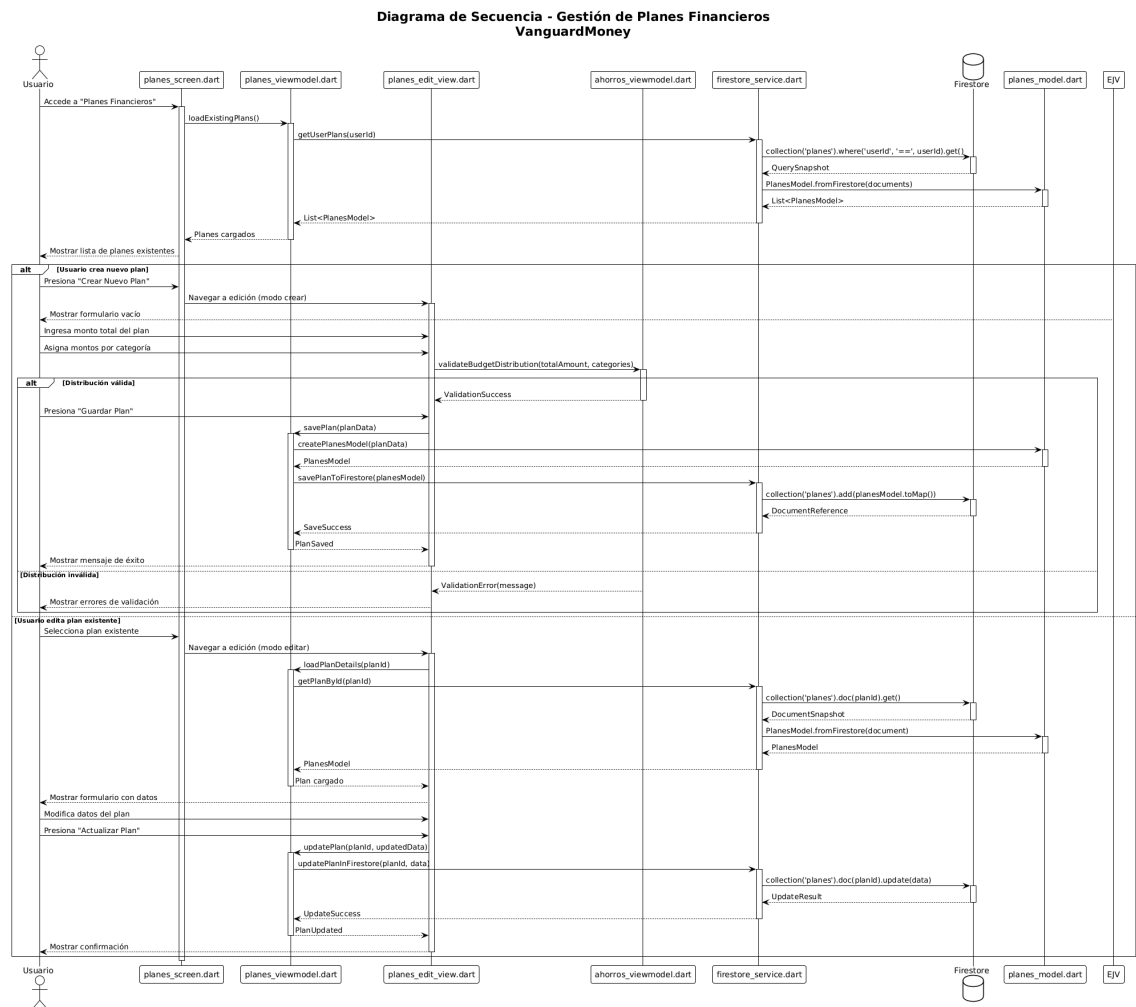 Diagrama de Secuencia - Gestión de Planes Financieros
VanguardMoney
Usuario
planes_screen.dart
planes_viewmodel.dart
planes_edit_view.dart
ahorros_viewmodel.dart
firestore_service.dart
Firestore
planes_model.dart
EJV
Accede a "Planes Financieros"
loadExistingPlans()
getUserPlans(userId)
collection('planes').where('userId', '==', userId).get()
QuerySnapshot
PlanesModel.fromFirestore(documents)
List<PlanesModel>
List<PlanesModel>
Planes cargados
Mostrar lista de planes existentes
alt [Usuario crea nuevo plan]
Presiona "Crear Nuevo Plan"
Navegar a edición (modo crear)
Mostrar formulario vacío
Ingresa monto total del plan
Asigna montos por categoría
validateBudgetDistribution(totalAmount, categories)
alt [Distribución válida]
ValidationSuccess
Presiona "Guardar Plan"
savePlan(planData)
createPlanesModel(planData)
PlanesModel
savePlanToFirestore(planesModel)
collection('planes').add(planesModel.toMap())
DocumentReference
SaveSuccess
PlanSaved
Mostrar mensaje de éxito
[Distribución inválida]
ValidationError(message)
Mostrar errores de validación
[Usuario edita plan existente]
Selecciona plan existente
Navegar a edición (modo editar)
loadPlanDetails(planId)
getPlanById(planId)
collection('planes').doc(planId).get()
DocumentSnapshot
PlanesModel.fromFirestore(document)
PlanesModel
PlanesModel
Plan cargado
Mostrar formulario con datos
Modifica datos del plan
Presiona "Actualizar Plan"
updatePlan(planId, updatedData)
updatePlanInFirestore(planId, data)
collection('planes').doc(planId).update(data)
UpdateResult
UpdateSuccess
PlanUpdated
Mostrar confirmación
Usuario
planes_screen.dart
planes_viewmodel.dart
planes_edit_view.dart
ahorros_viewmodel.dart
firestore_service.dart
Firestore
planes_model.dart
EJV